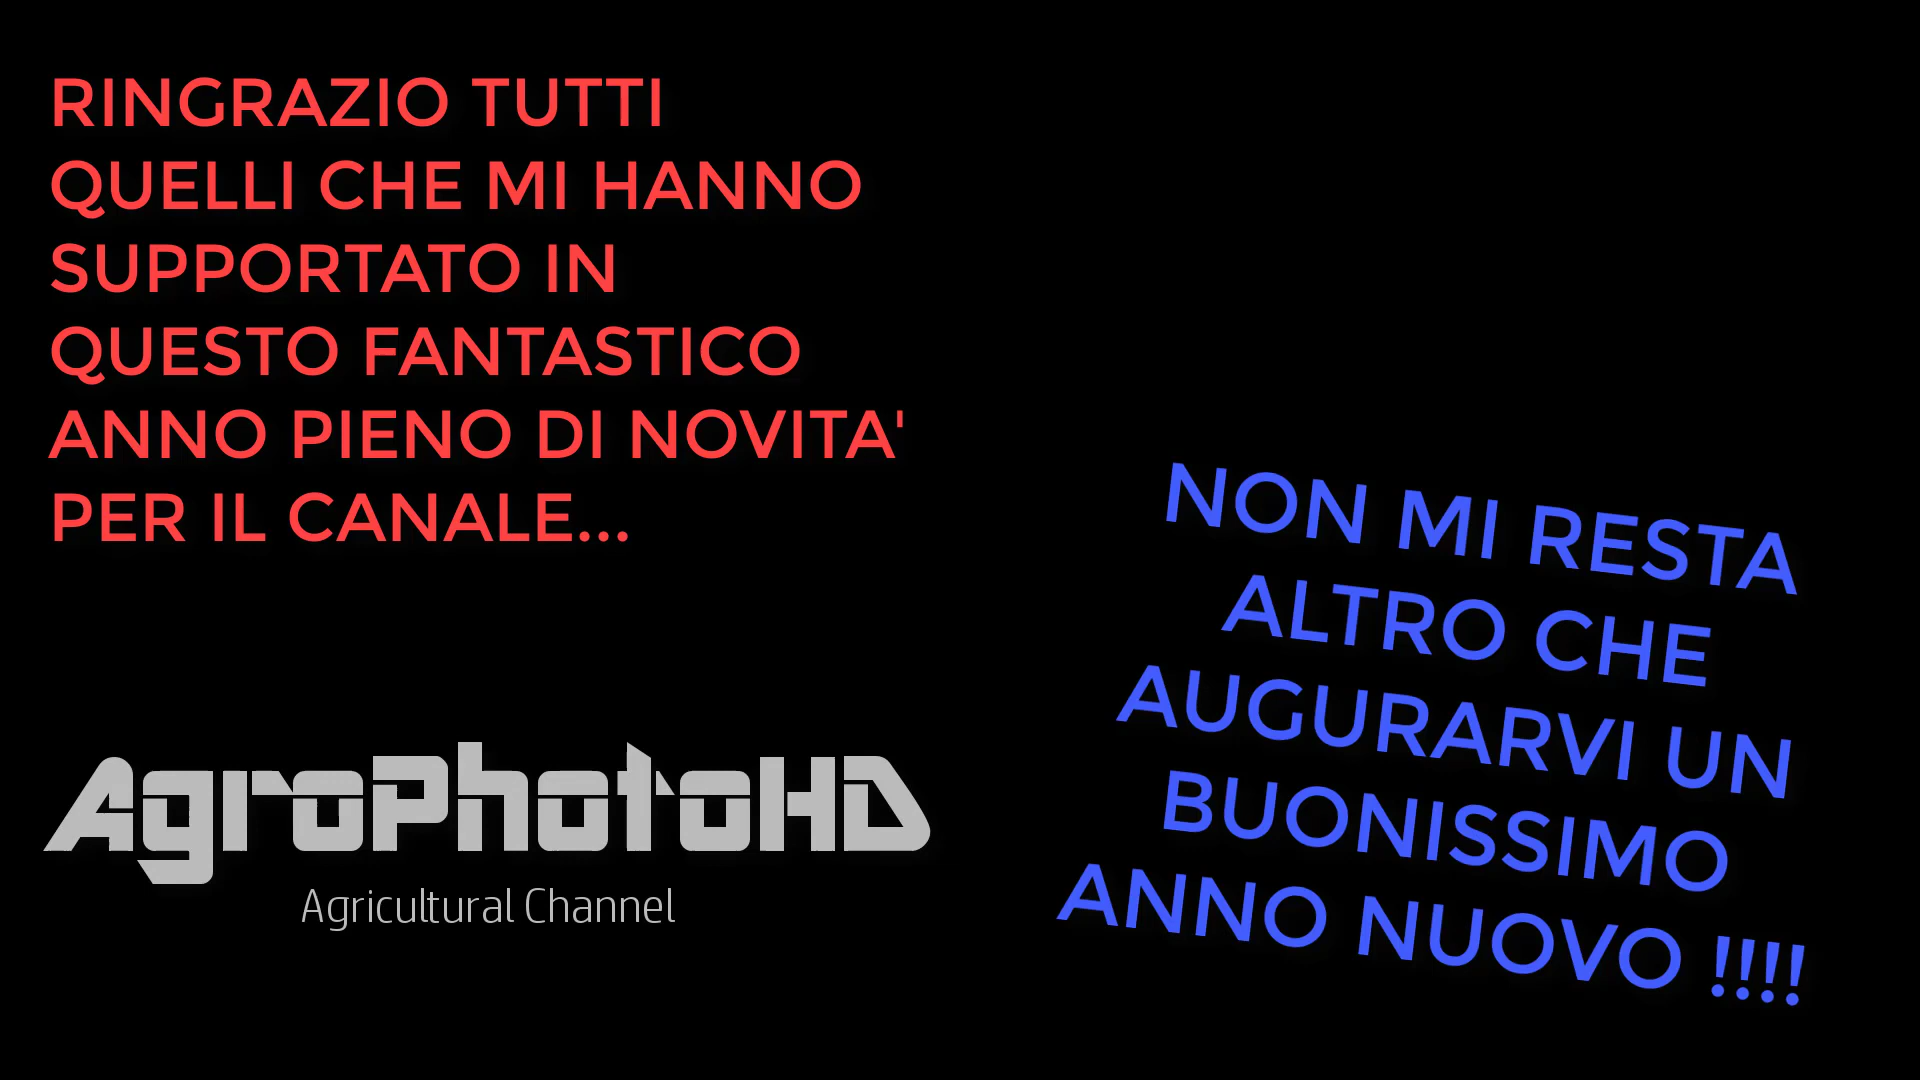 RINGRAZIO TUTTI
QUELLI CHE MI HANNO
SUPPORTATO IN
QUESTO FANTASTICO
ANNO PIENO DI NOVITA'
PER IL CANALE...
AgroPhotoHD
Agricultural Channel
NON MI RESTA
ALTRO CHE
AUGURARVI UN
BUONISSIMO
ANNO NUOVO !!!!